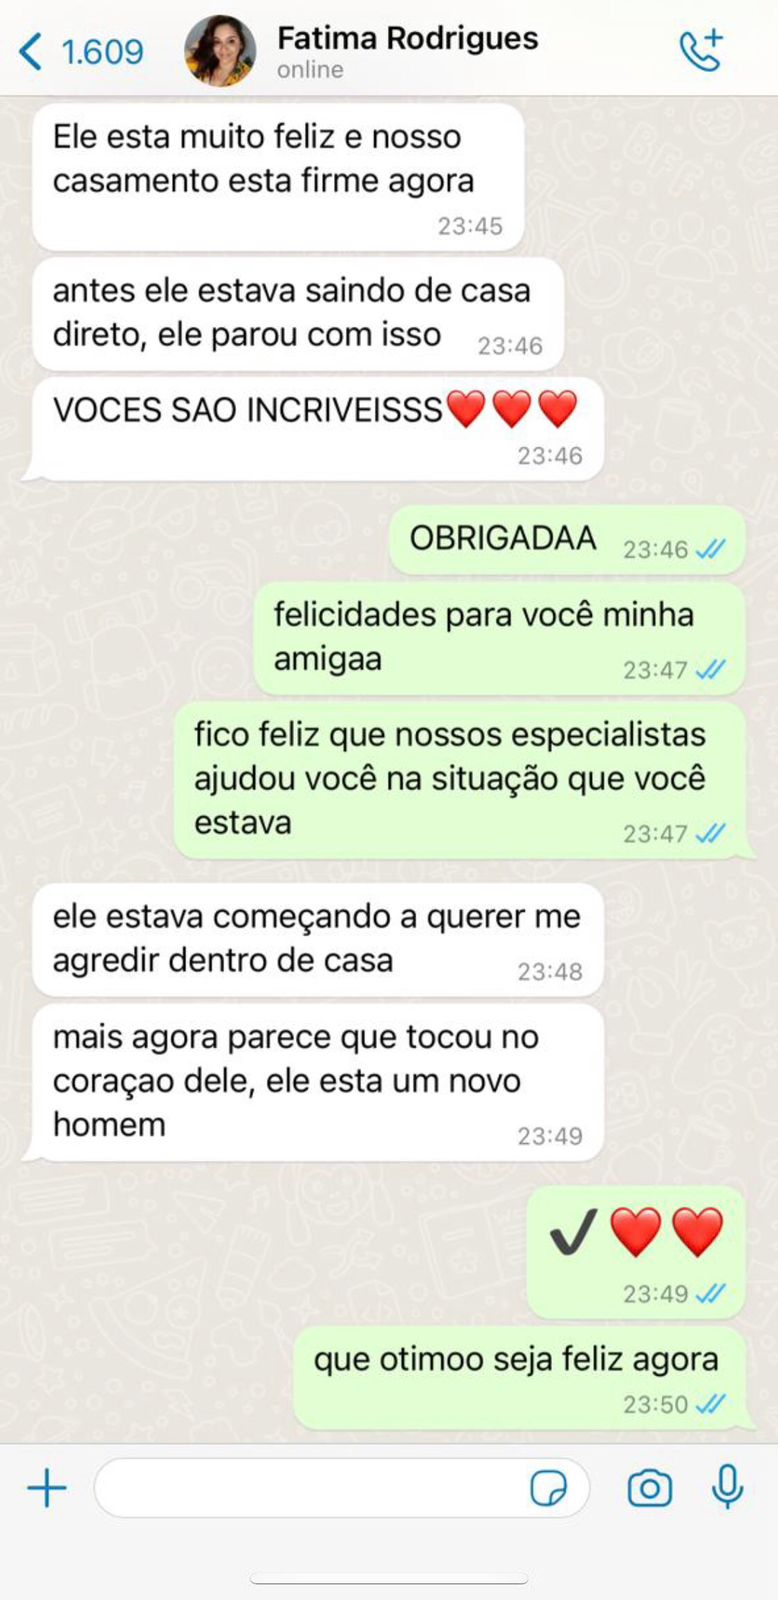 1.609
Fatima Rodrigues
online
Ele esta muito feliz e nosso
casamento esta firme agora
23:45
antes ele estava saindo de casa
direto, ele parou com isso 23:46
VOCES SAO INCRIVEISSS❤️❤️❤️
23:46
OBRIGADAA 23:46
felicidades para você minha
amigaa 23:47
fico feliz que nossos especialistas
ajudou você na situação que você
estava 23:47
ele estava começando a querer me
agredir dentro de casa 23:48
mais agora parece que tocou no
coraçao dele, ele esta um novo
homem 23:49
✔️❤️❤️
23:49
que otimoo seja feliz agora
23:50